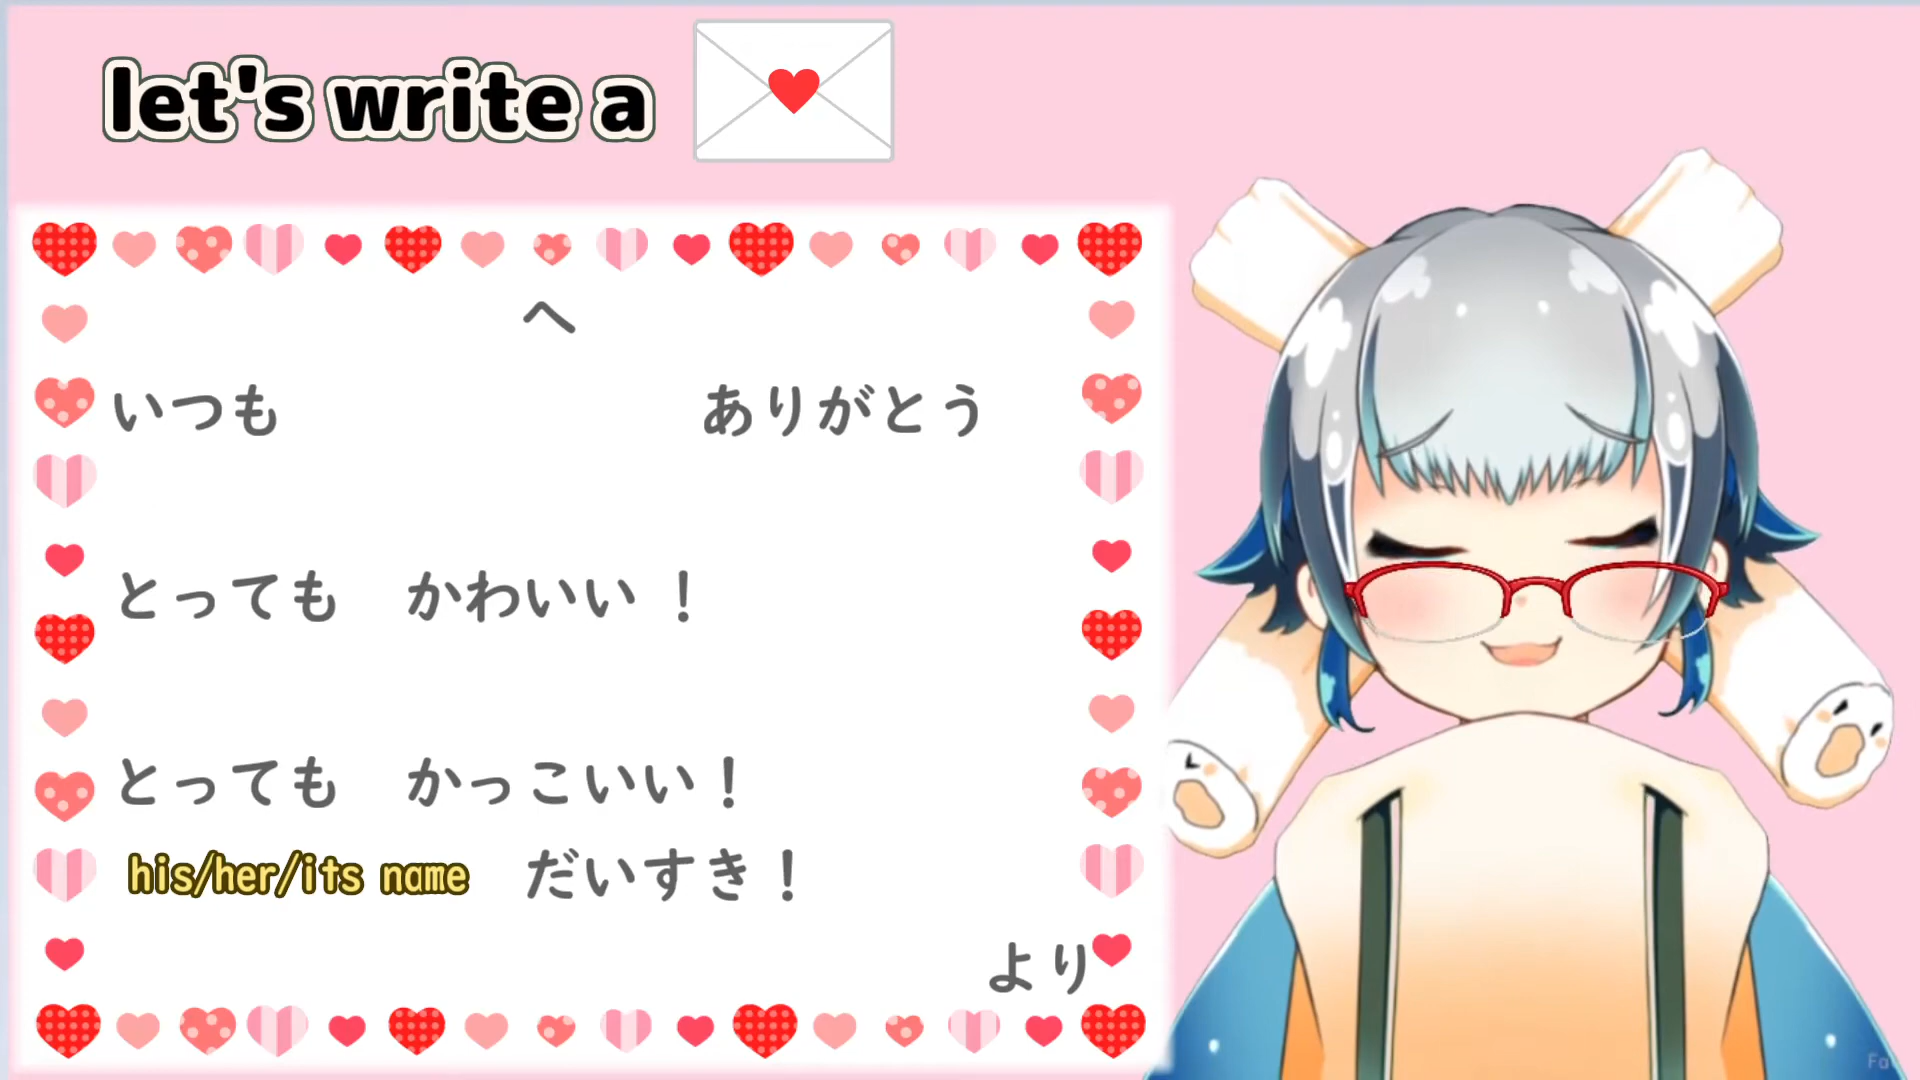 let's write a
へ
いつも ありがとう
とっても かわいい！
とっても かっこいい！
his/her/its name だいすき！
より